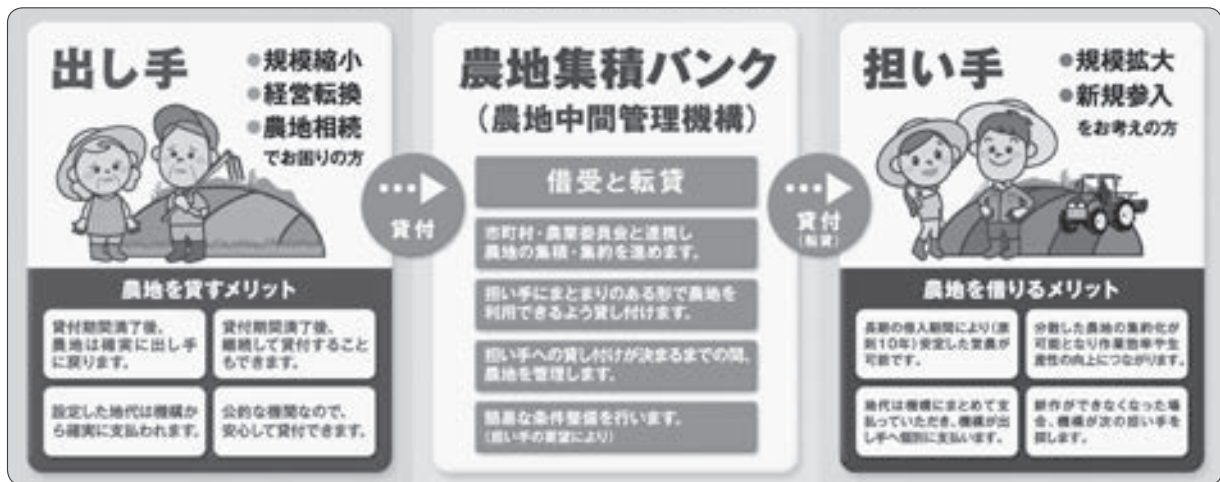 出し手
●規模縮小
●経営転換
●農地相続
でお困りの方
貸付
農地を貸すメリット
貸付期間満了後、
農地は確実に出し手
に戻ります。
貸付期間満了後、
継続して貸付すること
もできます。
設定した地代は機構か
ら確実に支払われます。
公的な機関なので、
安心して貸付できます。
農地集積バンク
(農地中間管理機構)
借受と転貸
市町村・農業委員会と連携し
農地の集積・集約を進めます。
担い手にまとまりのある形で農地を
利用できるよう貸し付けます。
担い手への貸し付けが決まるまでの間、
農地を管理します。
簡易な条件整備を行います。
(担い手の要望により)
貸付
(転貸)
担い手
●規模拡大
●新規参入
をお考えの方
農地を借りるメリット
長期の借入期間により(原
則10年)安定した営農が
可能です。
分散した農地の集約化が
可能となり作業効率や生
産性の向上につながります。
地代は機構にまとめて支
払っていただき、機構が出
し手へ個別に支払います。
耕作ができなくなった場
合、機構が次の担い手を
探します。